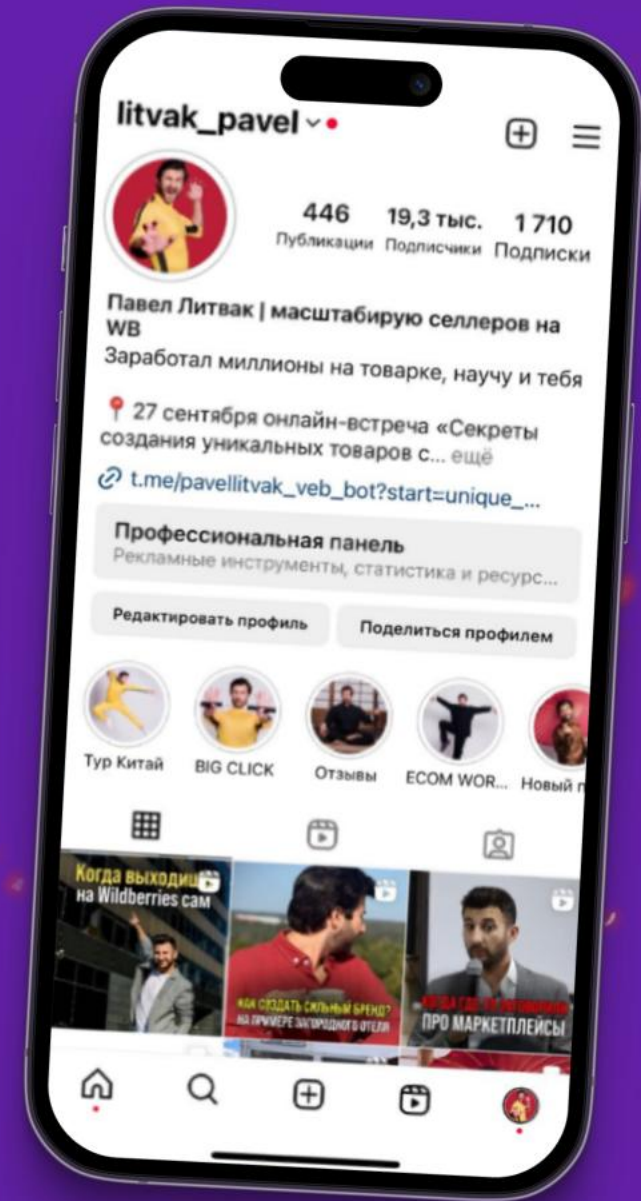 litvak_pavel
446 19,3 тыс. 1 710
Публикации Подписчики Подписки
Павел Литвак | масштабирую селлеров на
WB
Заработал миллионы на товарке, научу и тебя
27 сентября онлайн-встреча «Секреты
создания уникальных товаров с... ещё
t.me/pavellitvak_veb_bot?start=unique_...
Профессиональная панель
Рекламные инструменты, статистика и ресурс...
Редактировать профиль Поделиться профилем
Тур Китай BIG CLICK Отзывы ECOM WOR... Новый п
Когда выходиш
на Wildberries сам
КАК СОЗДАТЬ СИЛЬНЫЙ БРЕНД?
НА ПРИМЕРЕ ЗАГОРОДНОГО ОТЕЛЯ
ПРО МАРКЕТПЛЕЙСЫ